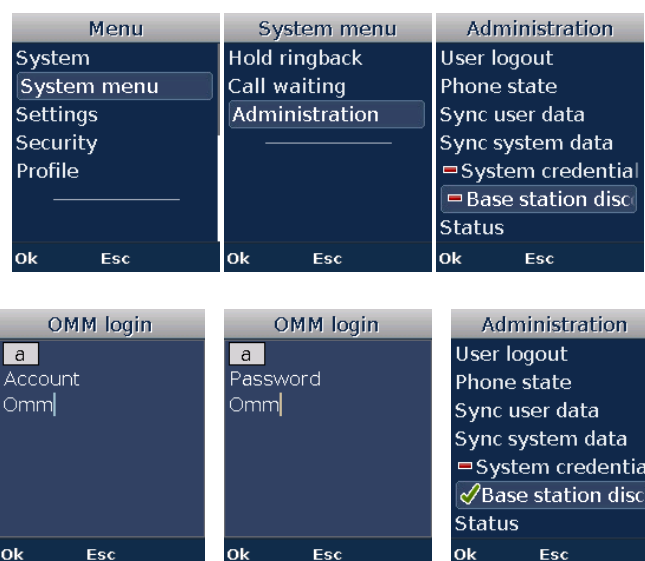 Menu
System
System menu
Settings
Security
Profile
Ok Esc
System menu
Hold ringback
Call waiting
Administration
Ok Esc
Administration
User logout
Phone state
Sync user data
Sync system data
System credential
Base station disc
Status
Ok Esc
OMM login
a
Account
Omm
Ok Esc
OMM login
a
Password
Omm
Ok Esc
Administration
User logout
Phone state
Sync user data
Sync system data
System credentia
Base station disc
Status
Ok Esc